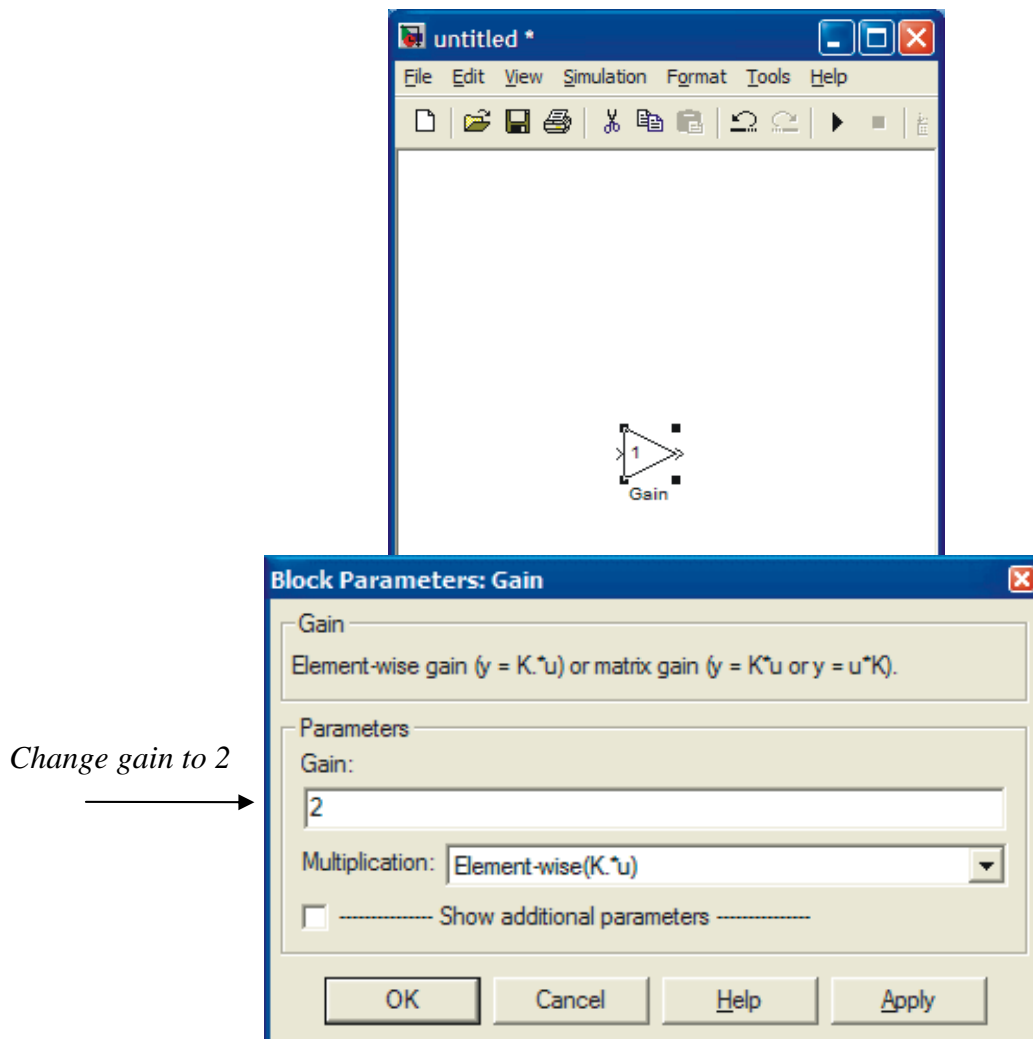 untitled *
File Edit View Simulation Format Tools Help
1
Gain
Block Parameters: Gain
Gain
Element-wise gain (y = K.*u) or matrix gain (y = K*u or y = u*K).
Parameters
Change gain to 2
Gain:
2
Multiplication: Element-wise(K.*u)
--------------- Show additional parameters ---------------
OK Cancel Help Apply